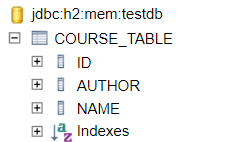 jdbc:h2:mem:testdb
COURSE_TABLE
ID
AUTHOR
NAME
Indexes